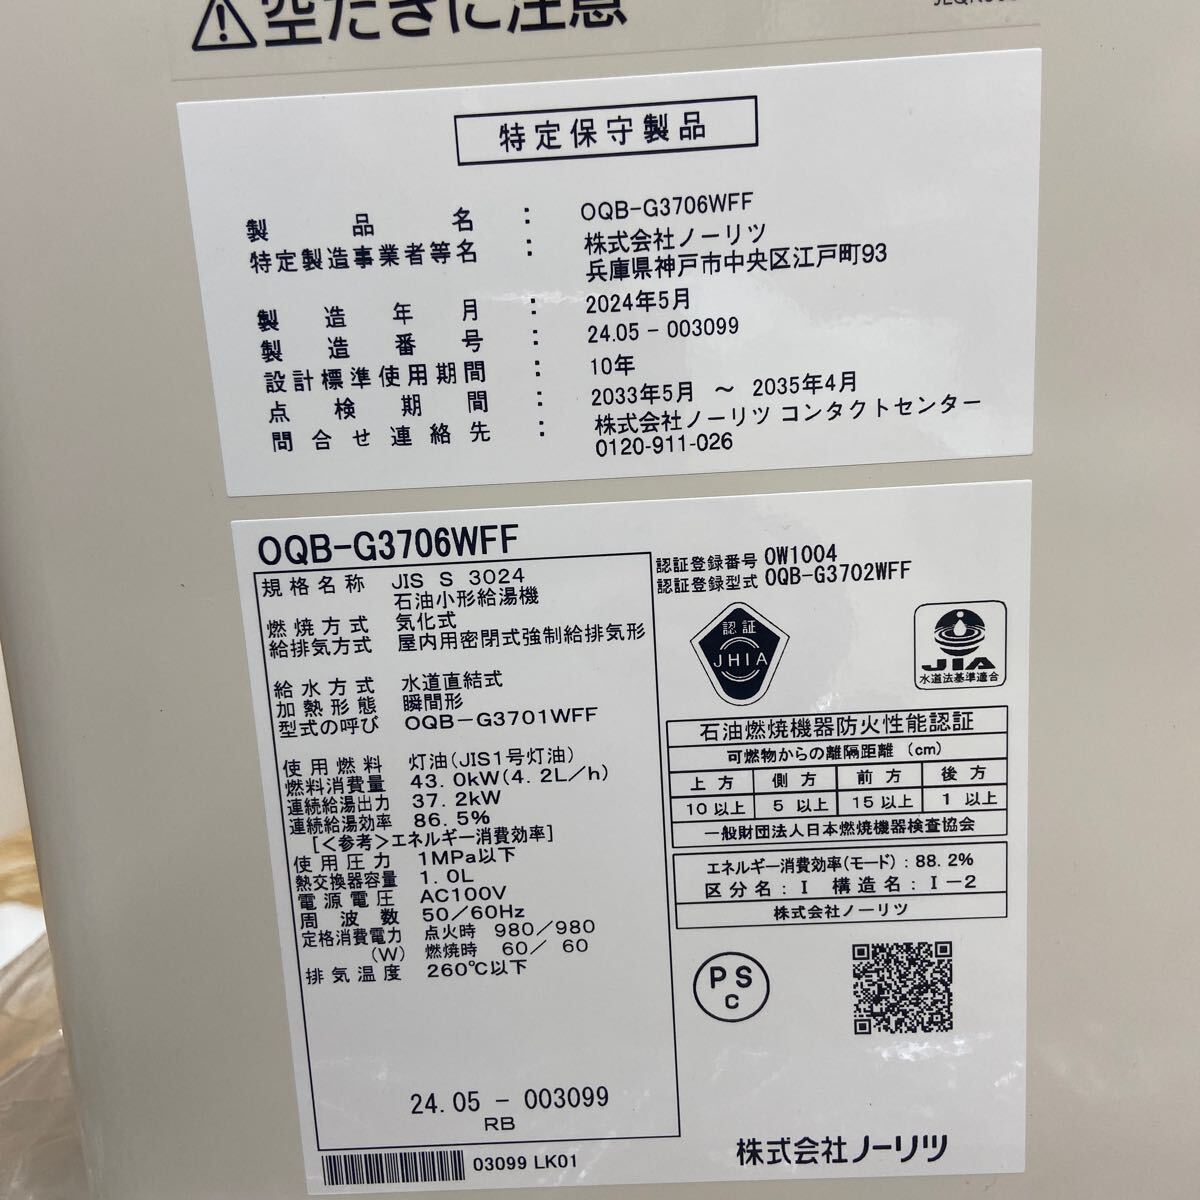 ⚠空だきに注意
特定保守製品
製品名 : OQB-G3706WFF
特定製造事業者等名 : 株式会社ノーリツ
兵庫県神戸市中央区江戸町93
製造年月 : 2024年5月
製造番号 : 24.05 - 003099
設計標準使用期間 : 10年
点検期間 : 2033年5月 ～ 2035年4月
問合せ連絡先 : 株式会社ノーリツ コンタクトセンター
0120-911-026
OQB-G3706WFF
規格名称 JIS S 3024
石油小形給湯機
燃焼方式 気化式
給排気方式 屋内用密閉式強制給排気形
給水方式 水道直結式
加熱形態 瞬間形
型式の呼び OQB-G3701WFF
使用燃料 灯油(JIS1号灯油)
燃料消費量 43.0kW(4.2L/h)
連続給湯出力 37.2kW
連続給湯効率 86.5%
[<参考>エネルギー消費効率]
使用圧力 1MPa以下
熱交換器容量 1.0L
電源電圧 AC100V
周波数 50/60Hz
定格消費電力 点火時 980/980
(W) 燃焼時 60/ 60
排気温度 260℃以下
24.05 - 003099
RB
03099 LK01
認証登録番号 OW1004
認証登録型式 OQB-G3702WFF
認証
JHIA
JIA
水道法基準適合
石油燃焼機器防火性能認証
可燃物からの離隔距離 (cm)
上方 側方 前方 後方
10以上 5以上 15以上 1以上
一般財団法人日本燃焼機器検査協会
エネルギー消費効率(モード) : 88.2%
区分名 : I 構造名 : I-2
株式会社ノーリツ
PS
C
株式会社ノーリツ